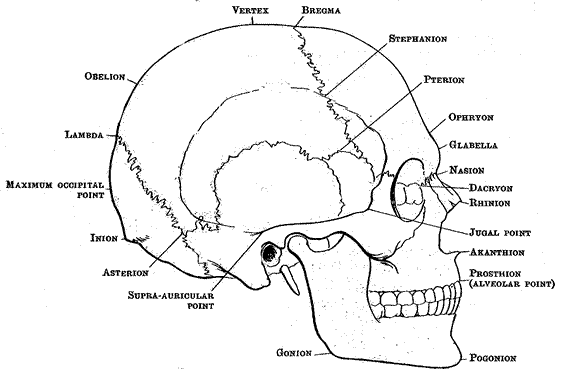 VERTEX
BREGMA
STEPHANION
PTERION
OBELION
OPHRYON
LAMBDA
GLABELLA
NASION
MAXIMUM OCCIPITAL
POINT
DACRYON
RHINION
JUGAL POINT
INION
AKANTHION
ASTERION
PROSTHION
(ALVEOLAR POINT)
SUPRA-AURICULAR
POINT
GONION
POGONION